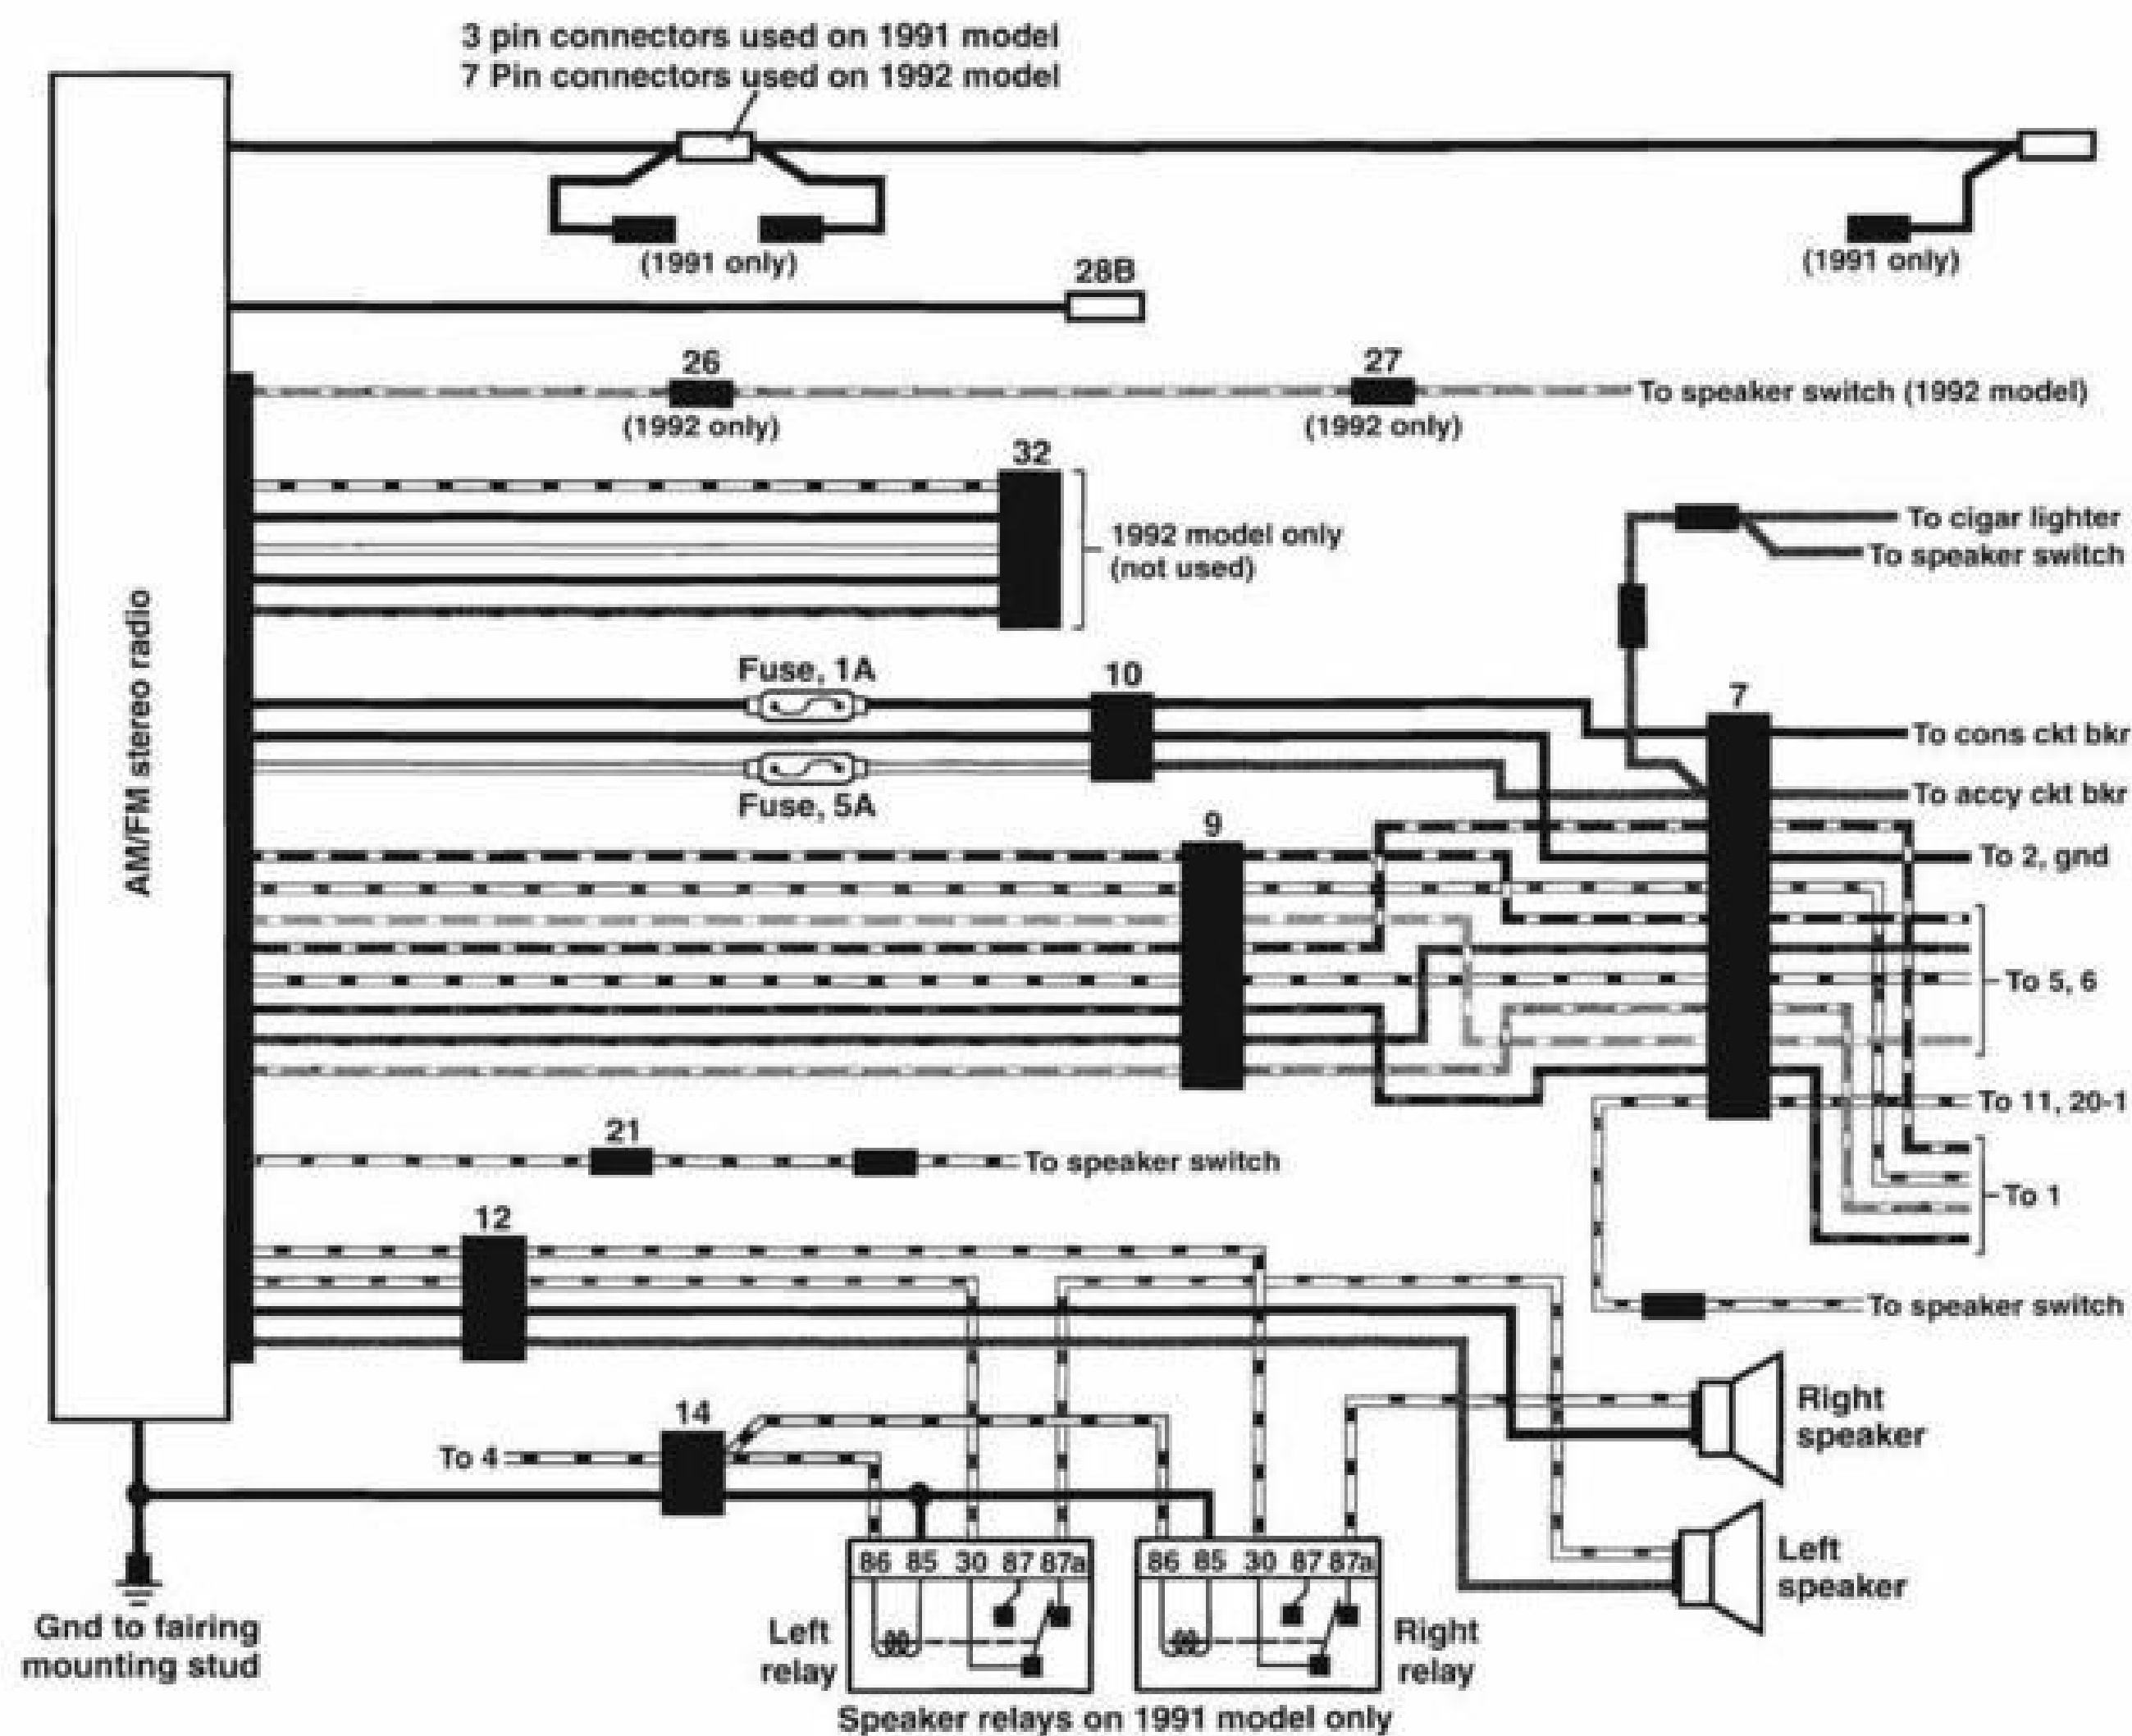 3 pin connectors used on 1991 model
7 Pin connectors used on 1992 model
(1991 only)
(1991 only)
28B
26
27
To speaker switch (1992 model)
(1992 only)
(1992 only)
32
1992 model only
(not used)
To cigar lighter
To speaker switch
AM/FM stereo radio
Fuse, 1A
10
7
To cons ckt bkr
Fuse, 5A
To accy ckt bkr
9
To 2, gnd
To 5, 6
To 11, 20-1
21
To speaker switch
To 1
12
To speaker switch
Right
speaker
14
To 4
Left
speaker
86 85 30 87 87a
86 85 30 87 87a
Gnd to fairing
mounting stud
Left
relay
Right
relay
Speaker relays on 1991 model only